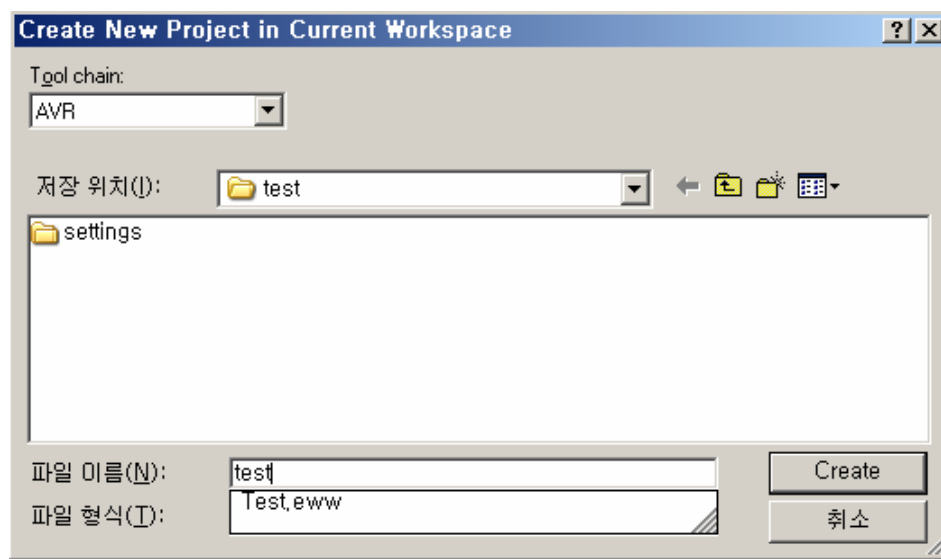 Create New Project in Current Workspace
Tool chain:
AVR
저장 위치(I): test
settings
파일 이름(N): test Create
Test.eww
파일 형식(T): 취소